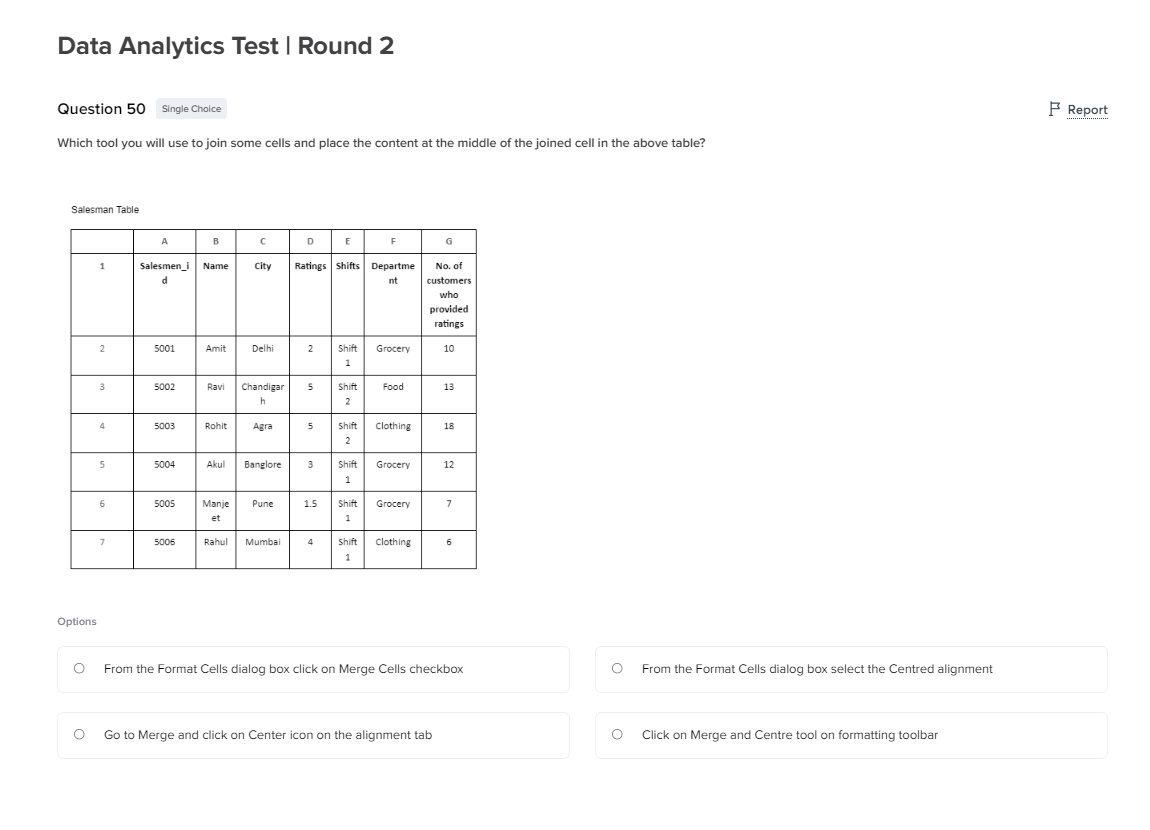 Data Analytics Test | Round 2
Question 50 Single Choice Report
Which tool you will use to join some cells and place the content at the middle of the joined cell in the above table?
Salesman Table
A B C D E F G
1 Salesmen_i Name City Ratings Shifts Departme No. of
d nt customers
who
provided
ratings
2 5001 Amit Delhi 2 Shift Grocery 10
1
3 5002 Ravi Chandigar 5 Shift Food 13
h 2
4 5003 Rohit Agra 5 Shift Clothing 18
2
5 5004 Akul Banglore 3 Shift Grocery 12
1
6 5005 Manje Pune 1.5 Shift Grocery 7
et 1
7 5006 Rahul Mumbai 4 Shift Clothing 6
1
Options
From the Format Cells dialog box click on Merge Cells checkbox
From the Format Cells dialog box select the Centred alignment
Go to Merge and click on Center icon on the alignment tab
Click on Merge and Centre tool on formatting toolbar